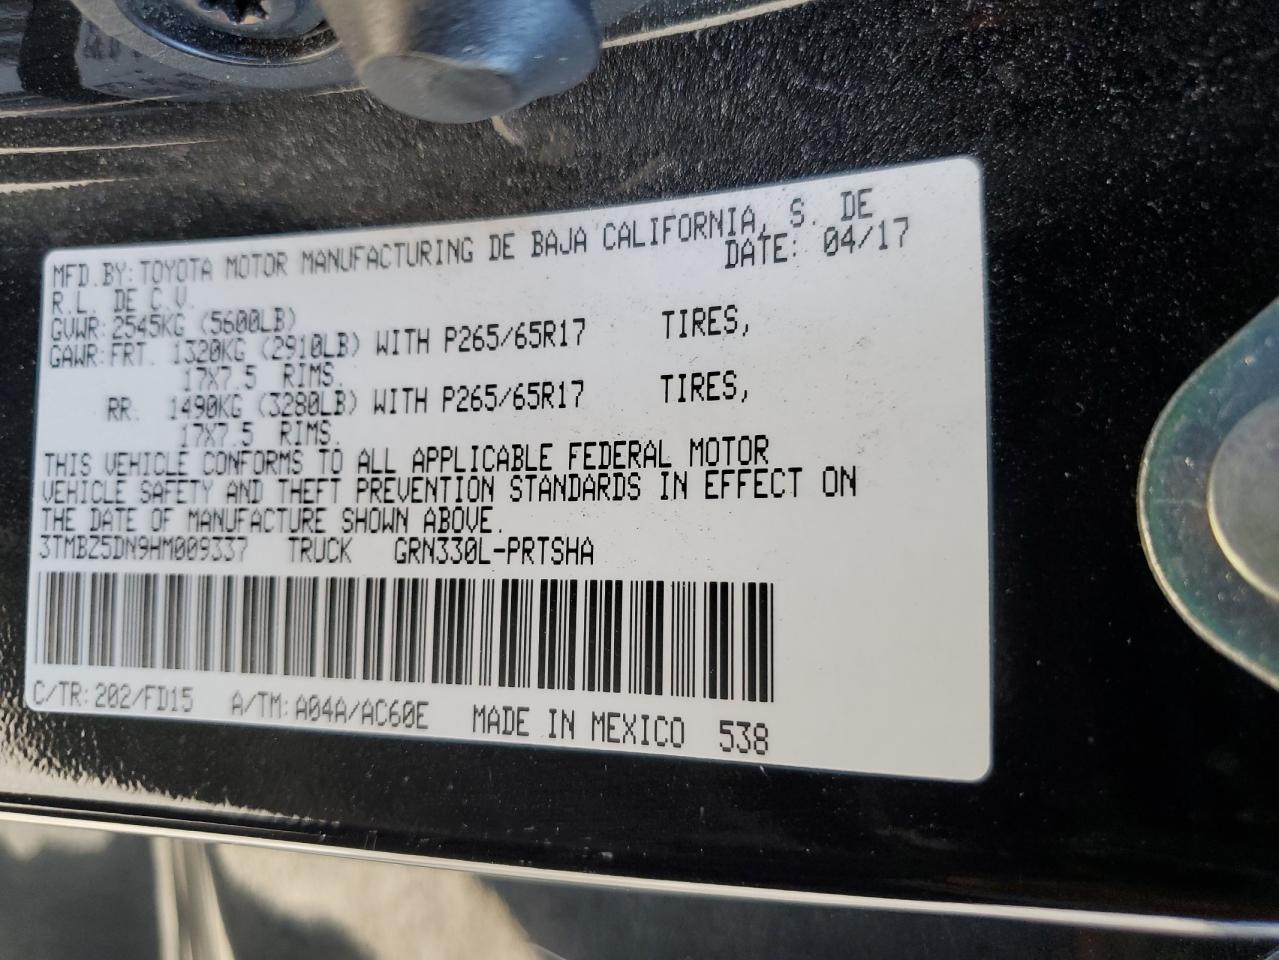 MFD.BY: TOYOTA MOTOR MANUFACTURING DE BAJA CALIFORNIA, S. DE
R.L. DE C.V. DATE: 04/17
GVWR: 2545KG (5600LB)
GAWR: FRT. 1320KG (2910LB) WITH P265/65R17 TIRES,
17X7.5 RIMS.
RR. 1490KG (3280LB) WITH P265/65R17 TIRES,
17X7.5 RIMS.
THIS VEHICLE CONFORMS TO ALL APPLICABLE FEDERAL MOTOR
VEHICLE SAFETY AND THEFT PREVENTION STANDARDS IN EFFECT ON
THE DATE OF MANUFACTURE SHOWN ABOVE.
3TMBZ5DN9HM009337 TRUCK GRN330L-PRTSHA
C/TR: 202/FD15 A/TM: A04A/AC60E MADE IN MEXICO 538